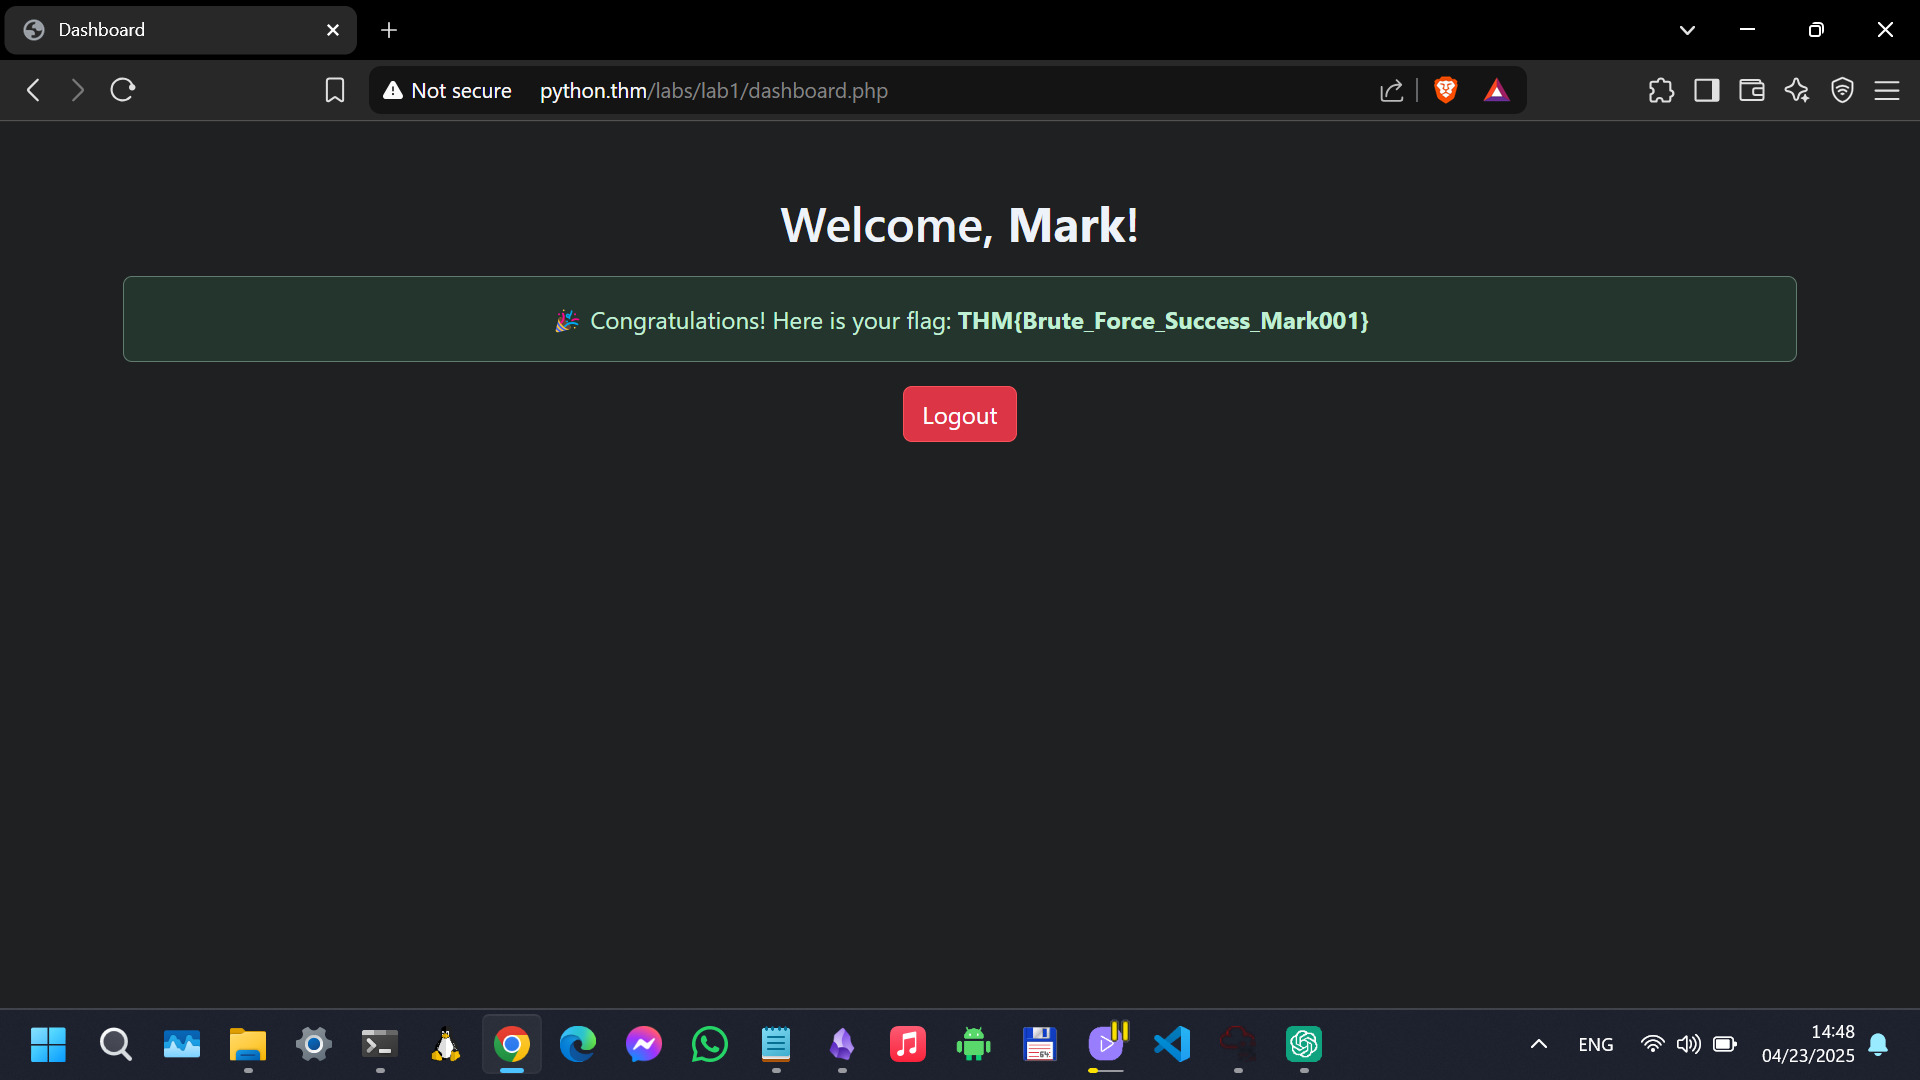 Dashboard
Not secure python.thm/labs/lab1/dashboard.php
Welcome, Mark!
🎉 Congratulations! Here is your flag: THM{Brute_Force_Success_Mark001}
Logout
64
ENG
14:48
04/23/2025